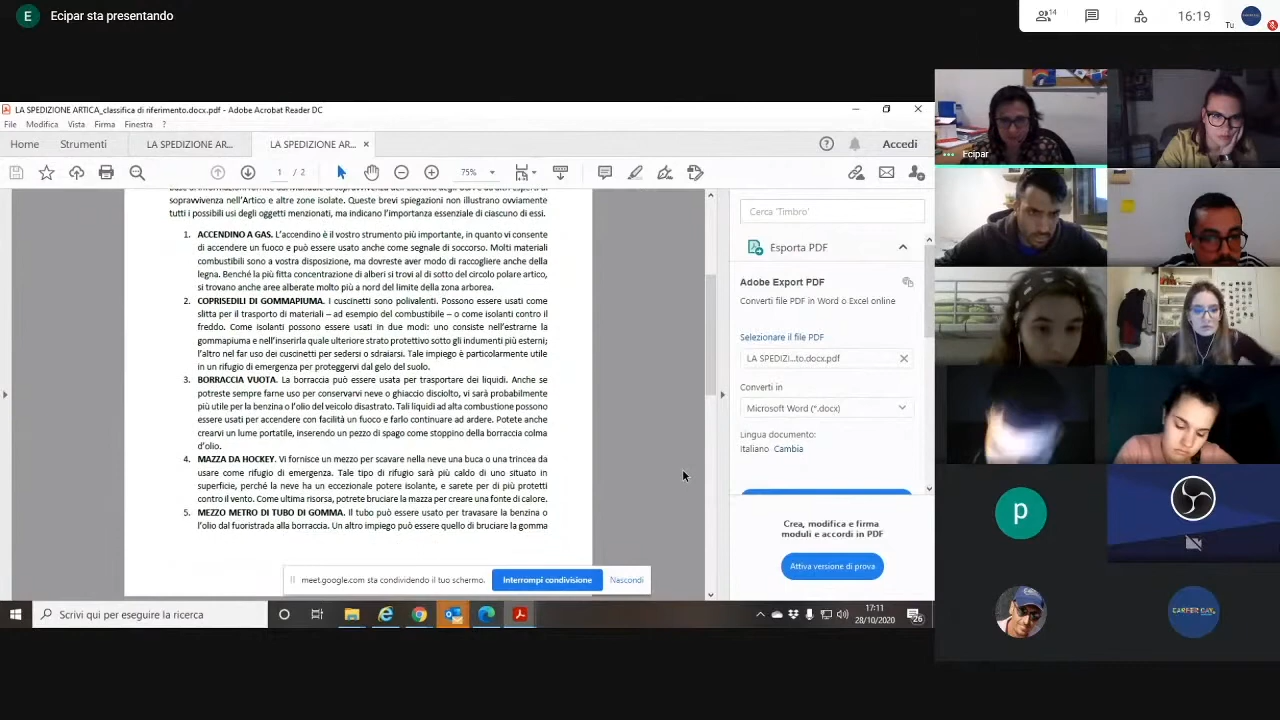 E
Ecipar sta presentando
14
16:19
Tu
LA SPEDIZIONE ARTICA_classifica di riferimento.docx.pdf - Adobe Acrobat Reader DC
File Modifica Vista Firma Finestra ?
Home Strumenti LA SPEDIZIONE AR... LA SPEDIZIONE AR... × ? Accedi
1 / 2 75%
sopravvivenza nell'Artico e altre zone isolate. Queste brevi spiegazioni non illustrano ovviamente
tutti i possibili usi degli oggetti menzionati, ma indicano l'importanza essenziale di ciascuno di essi.
1. ACCENDINO A GAS. L'accendino è il vostro strumento più importante, in quanto vi consente
di accendere un fuoco e può essere usato anche come segnale di soccorso. Molti materiali
combustibili sono a vostra disposizione, ma dovreste aver modo di raccogliere anche della
legna. Benché la più fitta concentrazione di alberi si trovi al di sotto del circolo polare artico,
si trovano anche aree alberate molto più a nord del limite della zona arborea.
2. COPRISEDILI DI GOMMAPIUMA. I cuscinetti sono polivalenti. Possono essere usati come
slitta per il trasporto di materiali – ad esempio del combustibile – o come isolanti contro il
freddo. Come isolanti possono essere usati in due modi: uno consiste nell'estrarne la
gommapiuma e nell'inserirla quale ulteriore strato protettivo sotto gli indumenti più esterni;
l'altro nel far uso dei cuscinetti per sedersi o sdraiarsi. Tale impiego è particolarmente utile
in un rifugio di emergenza per proteggervi dal gelo del suolo.
3. BORRACCIA VUOTA. La borraccia può essere usata per trasportare dei liquidi. Anche se
potreste sempre farne uso per conservarvi neve o ghiaccio disciolto, vi sarà probabilmente
più utile per la benzina o l'olio del veicolo disastrato. Tali liquidi ad alta combustione possono
essere usati per accendere con facilità un fuoco e farlo continuare ad ardere. Potete anche
crearvi un lume portatile, inserendo un pezzo di spago come stoppino della borraccia colma
d'olio.
4. MAZZA DA HOCKEY. Vi fornisce un mezzo per scavare nella neve una buca o una trincea da
usare come rifugio di emergenza. Tale tipo di rifugio sarà più caldo di uno situato in
superficie, perché la neve ha un eccezionale potere isolante, e sarete per di più protetti
contro il vento. Come ultima risorsa, potrete bruciare la mazza per creare una fonte di calore.
5. MEZZO METRO DI TUBO DI GOMMA. Il tubo può essere usato per travasare la benzina o
l'olio dal fuoristrada alla borraccia. Un altro impiego può essere quello di bruciare la gomma
Cerca 'Timbro'
Esporta PDF
Adobe Export PDF
Converti file PDF in Word o Excel online
Selezionare il file PDF
LA SPEDIZI...to.docx.pdf
Converti in
Microsoft Word (*.docx)
Lingua documento:
Italiano Cambia
Crea, modifica e firma
moduli e accordi in PDF
Attiva versione di prova
meet.google.com sta condividendo il tuo schermo. Interrompi condivisione Nascondi
Scrivi qui per eseguire la ricerca
17:11
28/10/2020
26
Ecipar
p
CAREER DAY